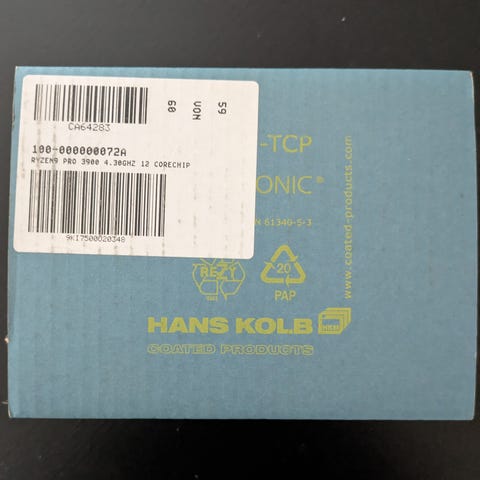 CA64283
60
VON
59
100-000000072A
RYZEN9 PRO 3900 4.30GHZ 12 CORECHIP
9KI7500020348
-TCP
ONIC®
N 61340-5-3
www.coated-products.com
REZY
20
PAP
HANS KOLB
COATED PRODUCTS